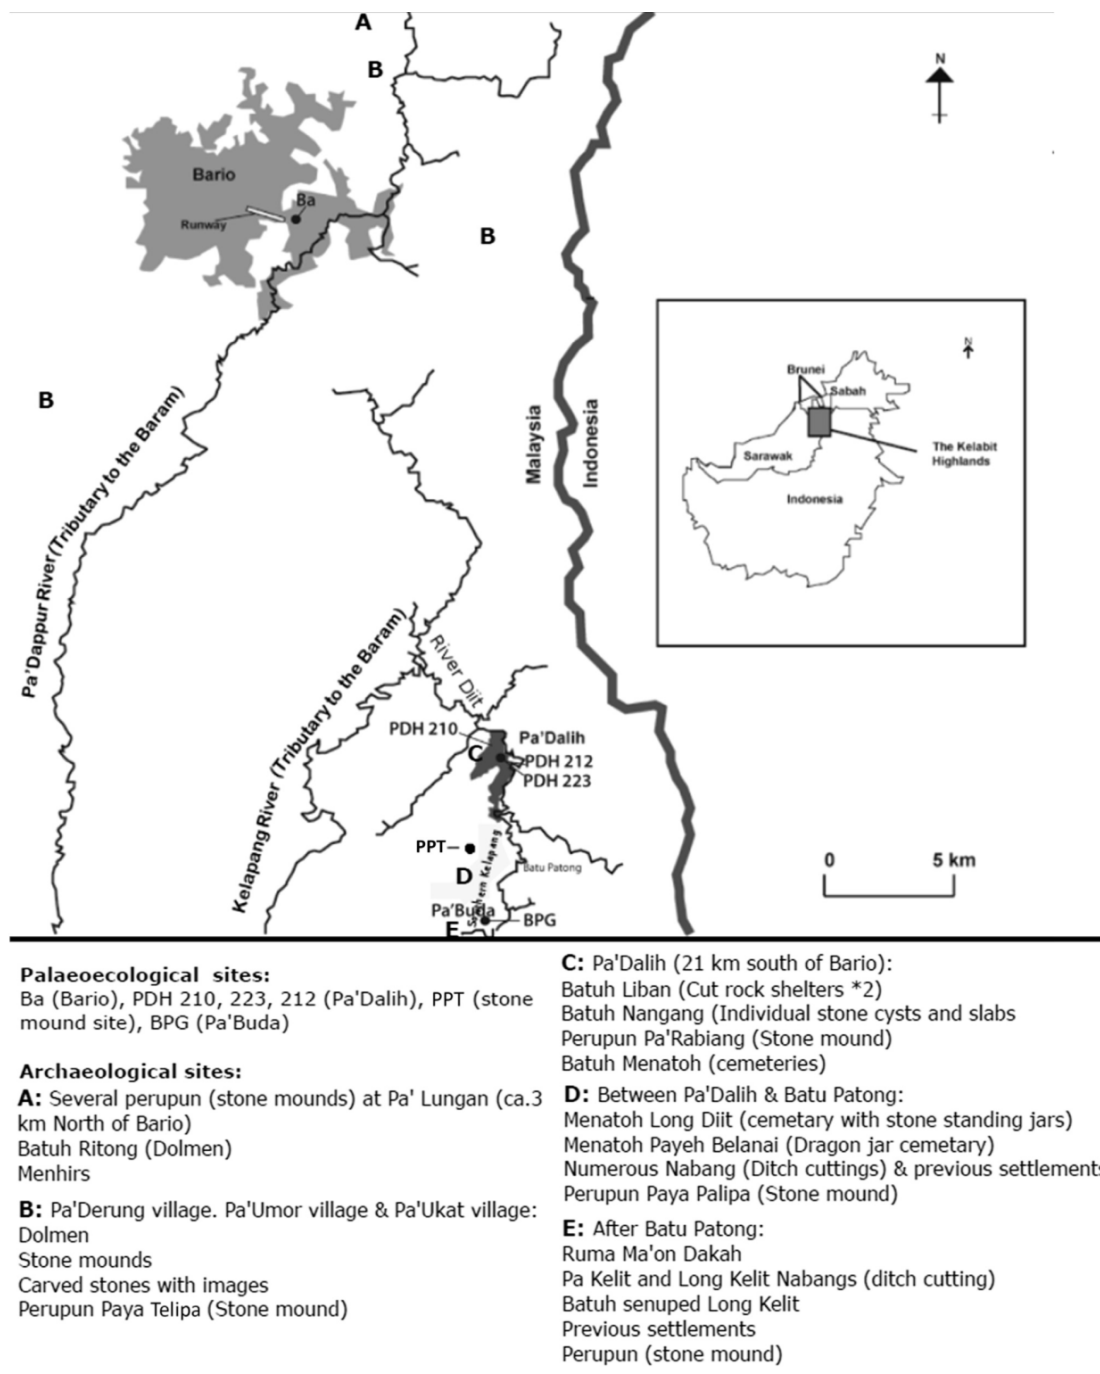 A
B
N
Bario
Ba
Runway
B
N
Brunei
Sabah
B
Pa'Dappur River (Tributary to the Baram)
Malaysia
Indonesia
Sarawak
The Kelabit
Highlands
Indonesia
Kelapang River (Tributary to the Baram)
River Diit
PDH 210
Pa'Dalih
C
PDH 212
PDH 223
PPT
Southern Kelapang
0
5 km
D
Batu Patong
Pa'Buda
BPG
E
Palaeoecological sites:
Ba (Bario), PDH 210, 223, 212 (Pa'Dalih), PPT (stone
mound site), BPG (Pa'Buda)
Archaeological sites:
A: Several perupun (stone mounds) at Pa' Lungan (ca.3
km North of Bario)
Batuh Ritong (Dolmen)
Menhirs
B: Pa'Derung village. Pa'Umor village & Pa'Ukat village:
Dolmen
Stone mounds
Carved stones with images
Perupun Paya Telipa (Stone mound)
C: Pa'Dalih (21 km south of Bario):
Batuh Liban (Cut rock shelters *2)
Batuh Nangang (Individual stone cysts and slabs
Perupun Pa'Rabiang (Stone mound)
Batuh Menatoh (cemeteries)
D: Between Pa'Dalih & Batu Patong:
Menatoh Long Diit (cemetary with stone standing jars)
Menatoh Payeh Belanai (Dragon jar cemetary)
Numerous Nabang (Ditch cuttings) & previous settlements
Perupun Paya Palipa (Stone mound)
E: After Batu Patong:
Ruma Ma'on Dakah
Pa Kelit and Long Kelit Nabangs (ditch cutting)
Batuh senuped Long Kelit
Previous settlements
Perupun (stone mound)